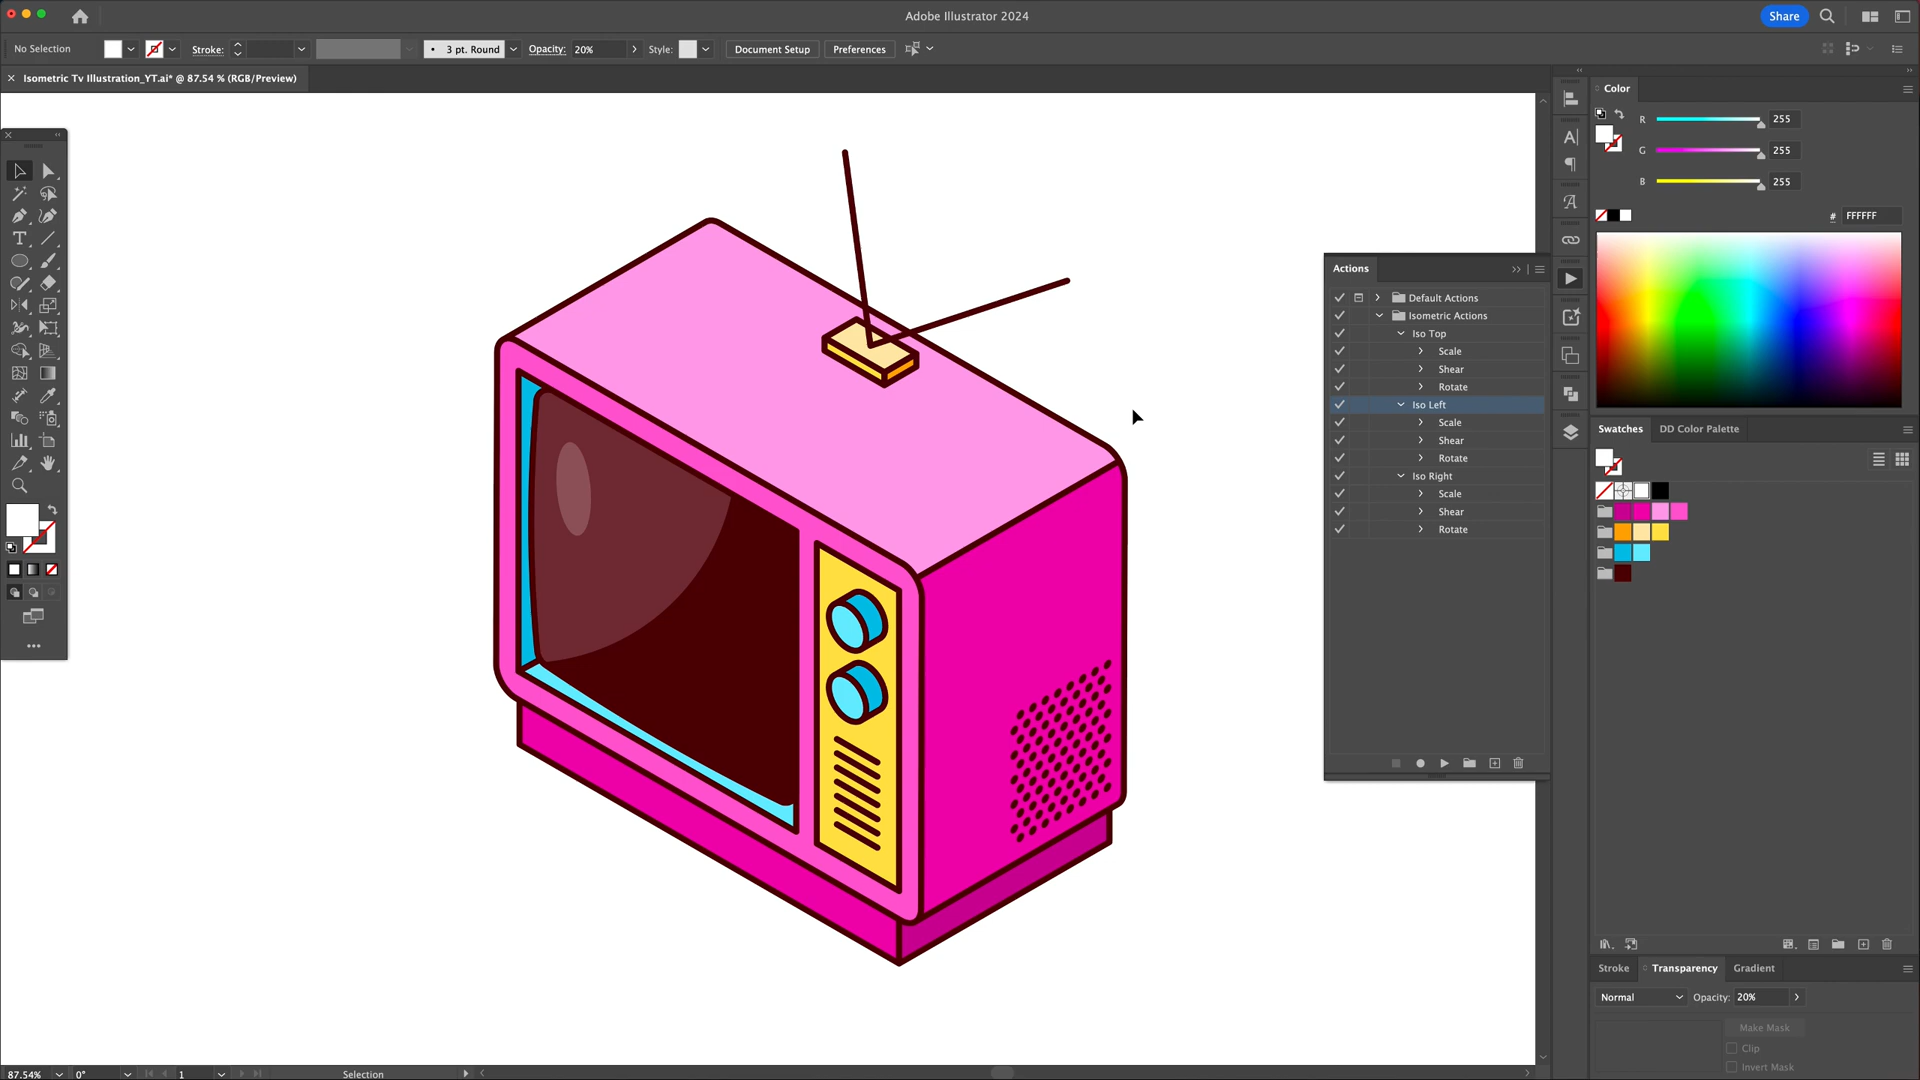 Adobe Illustrator 2024
Share
No Selection
Stroke:
3 pt. Round
Opacity: 20%
Style:
Document Setup
Preferences
Isometric Tv Illustration_YT.ai* @ 87.54 % (RGB/Preview)
Color
R 255
G 255
B 255
# FFFFFF
Actions
Default Actions
Isometric Actions
Iso Top
Scale
Shear
Rotate
Iso Left
Scale
Shear
Rotate
Iso Right
Scale
Shear
Rotate
Swatches DD Color Palette
Stroke Transparency Gradient
Normal Opacity: 20%
Make Mask
Clip
Invert Mask
87.54% 0° 1 Selection